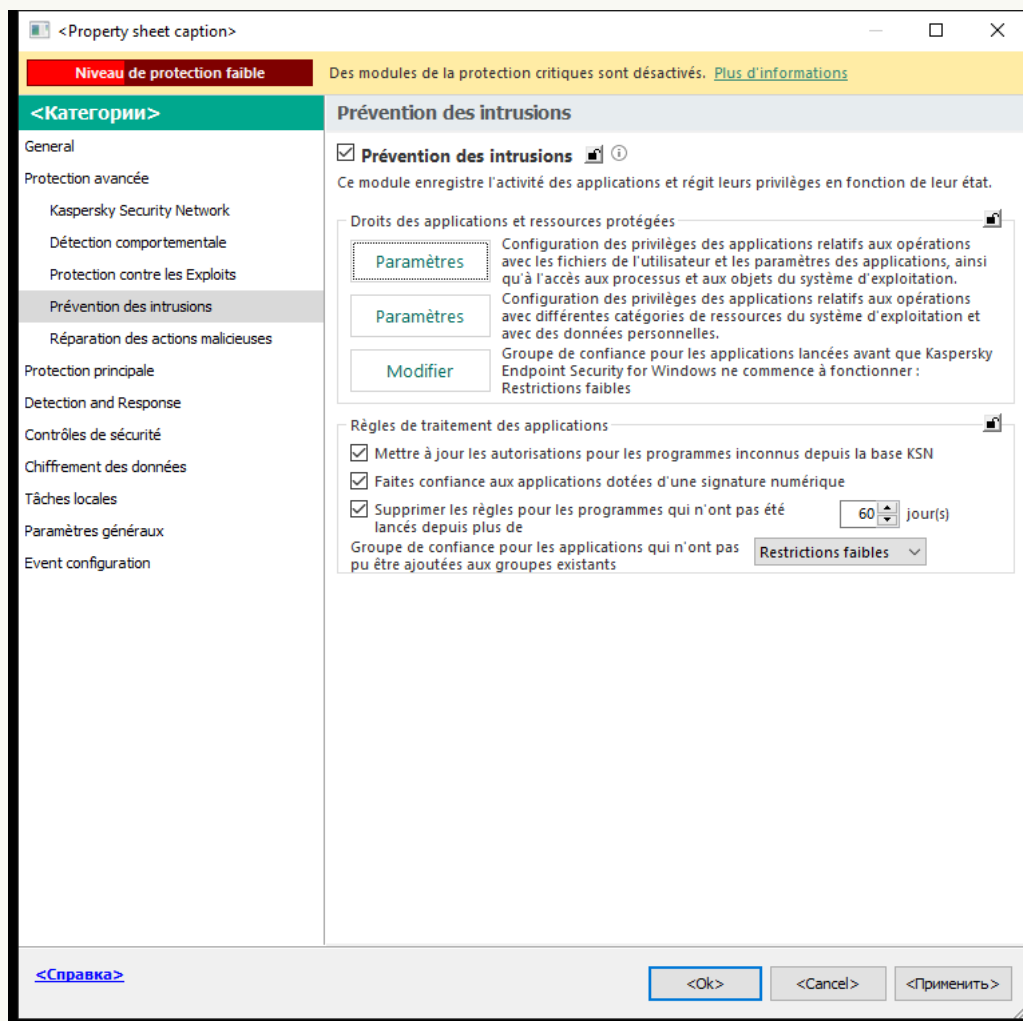 <Property sheet caption>
Niveau de protection faible
Des modules de la protection critiques sont désactivés. Plus d'informations
<Категории>
General
Protection avancée
Kaspersky Security Network
Détection comportementale
Protection contre les Exploits
Prévention des intrusions
Réparation des actions malicieuses
Protection principale
Detection and Response
Contrôles de sécurité
Chiffrement des données
Tâches locales
Paramètres généraux
Event configuration
Prévention des intrusions
Prévention des intrusions
Ce module enregistre l'activité des applications et régit leurs privilèges en fonction de leur état.
Droits des applications et ressources protégées
Paramètres
Configuration des privilèges des applications relatifs aux opérations
avec les fichiers de l'utilisateur et les paramètres des applications, ainsi
qu'à l'accès aux processus et aux objets du système d'exploitation.
Paramètres
Configuration des privilèges des applications relatifs aux opérations
avec différentes catégories de ressources du système d'exploitation et
avec des données personnelles.
Modifier
Groupe de confiance pour les applications lancées avant que Kaspersky
Endpoint Security for Windows ne commence à fonctionner :
Restrictions faibles
Règles de traitement des applications
Mettre à jour les autorisations pour les programmes inconnus depuis la base KSN
Faites confiance aux applications dotées d'une signature numérique
Supprimer les règles pour les programmes qui n'ont pas été
lancés depuis plus de
60 jour(s)
Groupe de confiance pour les applications qui n'ont pas
pu être ajoutées aux groupes existants
Restrictions faibles
<Справка>
<Ok>
<Cancel>
<Применить>